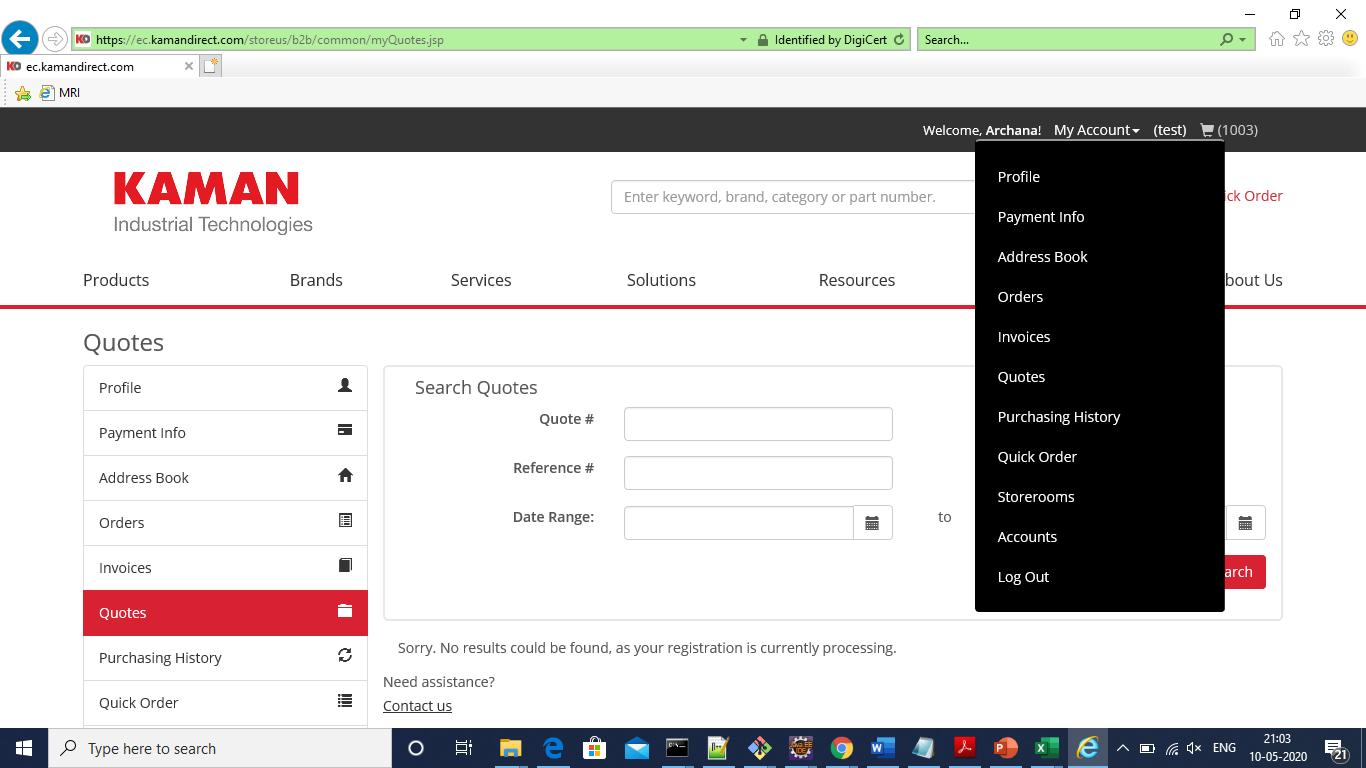 https://ec.kamandirect.com/storeus/b2b/common/myQuotes.jsp
Identified by DigiCert
Search...
ec.kamandirect.com
MRI
Welcome, Archana! My Account (test) (1003)
KAMAN
Industrial Technologies
Enter keyword, brand, category or part number.
ick Order
Products Brands Services Solutions Resources bout Us
Profile
Payment Info
Address Book
Orders
Invoices
Quotes
Purchasing History
Quick Order
Storerooms
Accounts
Log Out
Quotes
Profile
Payment Info
Address Book
Orders
Invoices
Quotes
Purchasing History
Quick Order
Search Quotes
Quote #
Reference #
Date Range: to
arch
Sorry. No results could be found, as your registration is currently processing.
Need assistance?
Contact us
Type here to search
ENG
21:03
10-05-2020
21